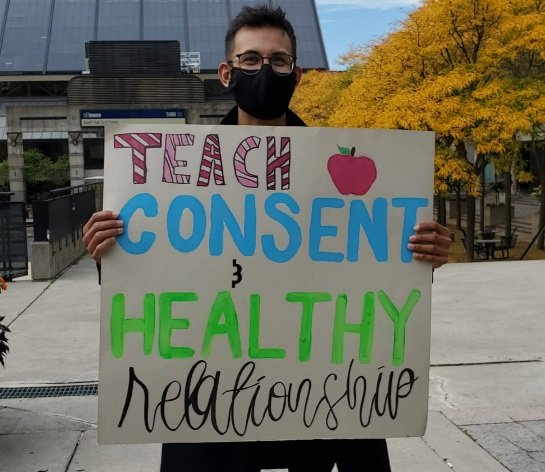 TEACH
CONSENT
&
HEALTHY
relationship